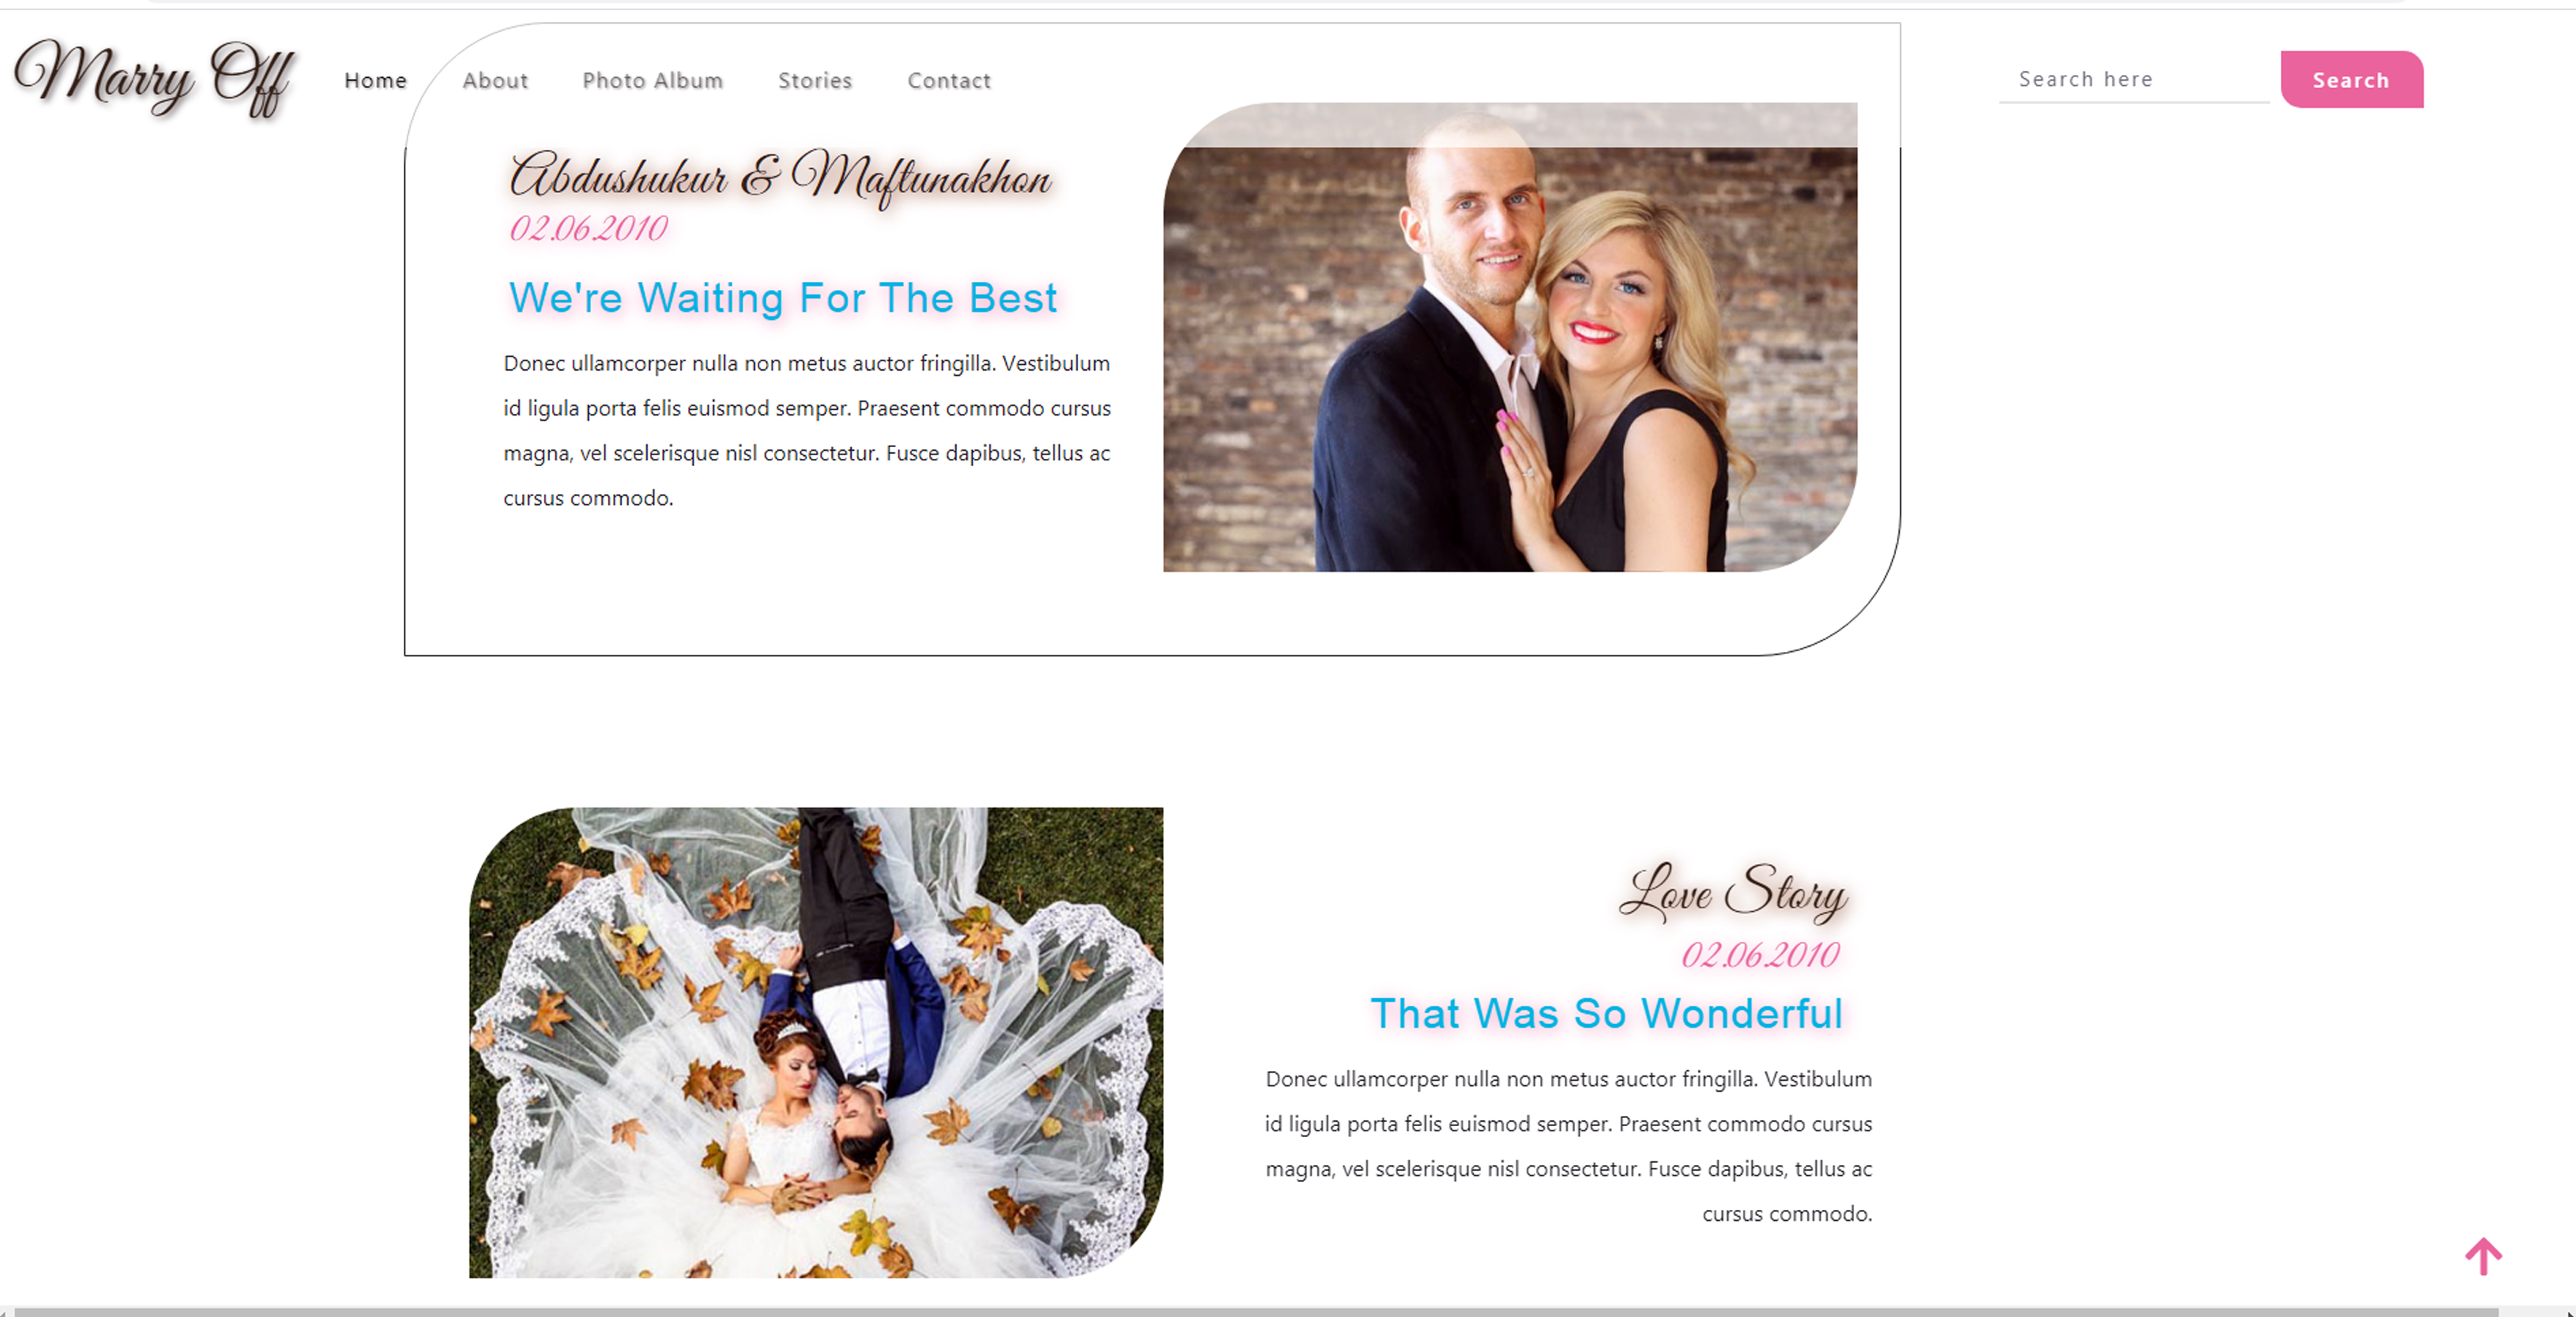 Marry Off
Home About Photo Album Stories Contact
Search here Search
Abdushukur & Maftunakhon
02.06.2010
We're Waiting For The Best
Donec ullamcorper nulla non metus auctor fringilla. Vestibulum
id ligula porta felis euismod semper. Praesent commodo cursus
magna, vel scelerisque nisl consectetur. Fusce dapibus, tellus ac
cursus commodo.
Love Story
02.06.2010
That Was So Wonderful
Donec ullamcorper nulla non metus auctor fringilla. Vestibulum
id ligula porta felis euismod semper. Praesent commodo cursus
magna, vel scelerisque nisl consectetur. Fusce dapibus, tellus ac
cursus commodo.